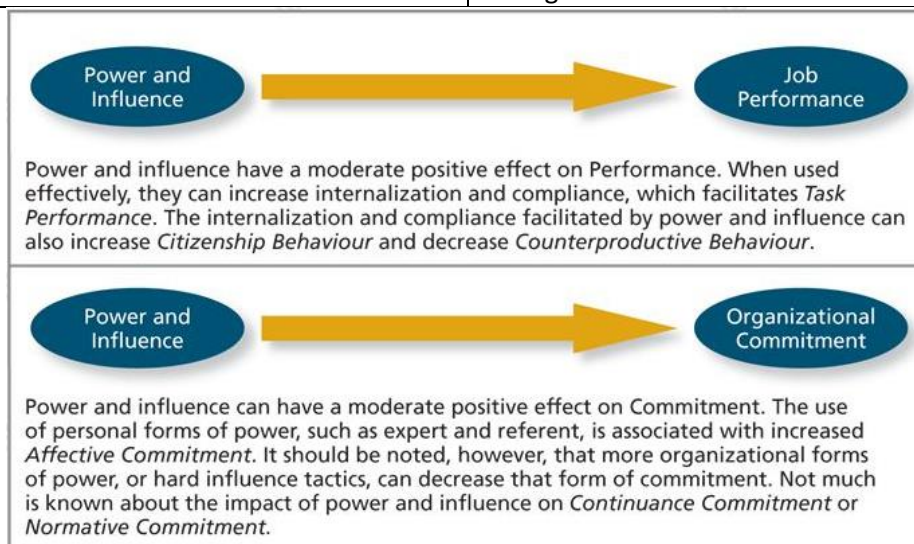 Power and
Influence
Job
Performance
Power and influence have a moderate positive effect on Performance. When used
effectively, they can increase internalization and compliance, which facilitates Task
Performance. The internalization and compliance facilitated by power and influence can
also increase Citizenship Behaviour and decrease Counterproductive Behaviour.
Power and
Influence
Organizational
Commitment
Power and influence can have a moderate positive effect on Commitment. The use
of personal forms of power, such as expert and referent, is associated with increased
Affective Commitment. It should be noted, however, that more organizational forms
of power, or hard influence tactics, can decrease that form of commitment. Not much
is known about the impact of power and influence on Continuance Commitment or
Normative Commitment.